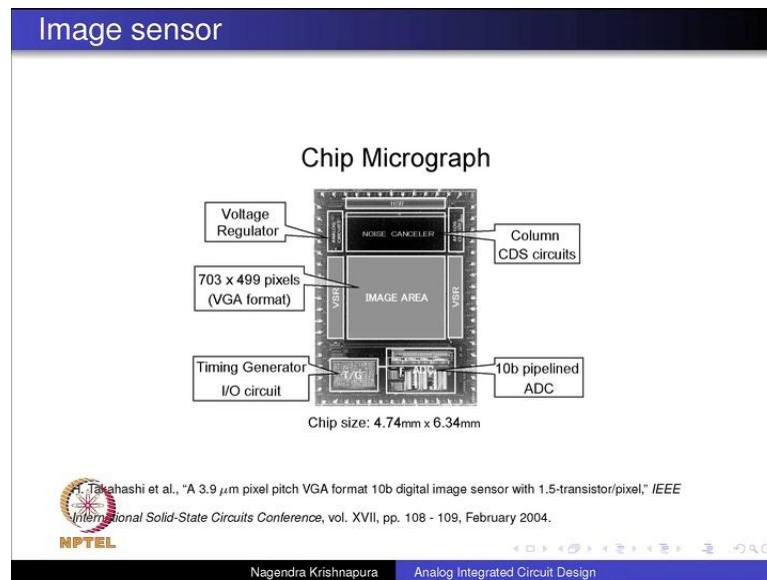 Image sensor
Chip Micrograph
HSR
Voltage
Regulator
NOISE CANCELER
Column
CDS circuits
703 x 499 pixels
(VGA format)
VSR
IMAGE AREA
VSR
Timing Generator
I/O circuit
T/G
ADC
10b pipelined
ADC
Chip size: 4.74mm x 6.34mm
H. Takahashi et al., “A 3.9 μm pixel pitch VGA format 10b digital image sensor with 1.5-transistor/pixel,” IEEE
International Solid-State Circuits Conference, vol. XVII, pp. 108 - 109, February 2004.
NPTEL
Nagendra Krishnapura Analog Integrated Circuit Design